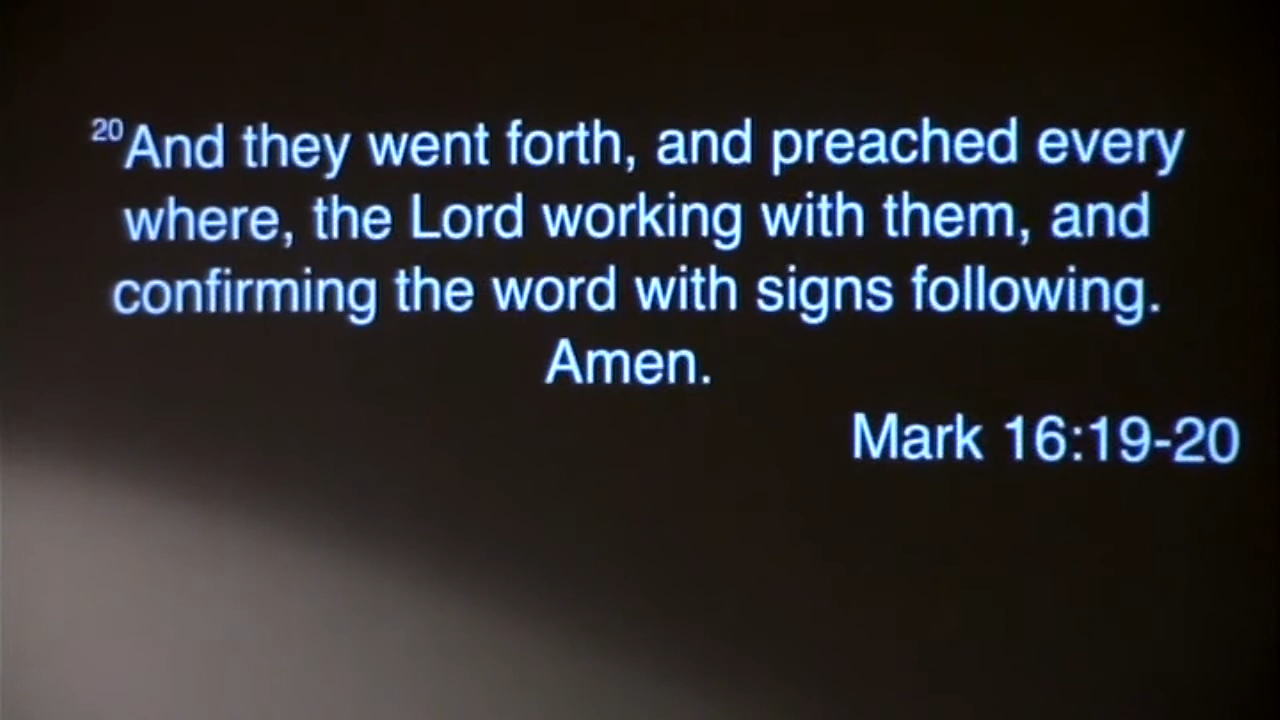 20And they went forth, and preached every
where, the Lord working with them, and
confirming the word with signs following.
Amen.
Mark 16:19-20